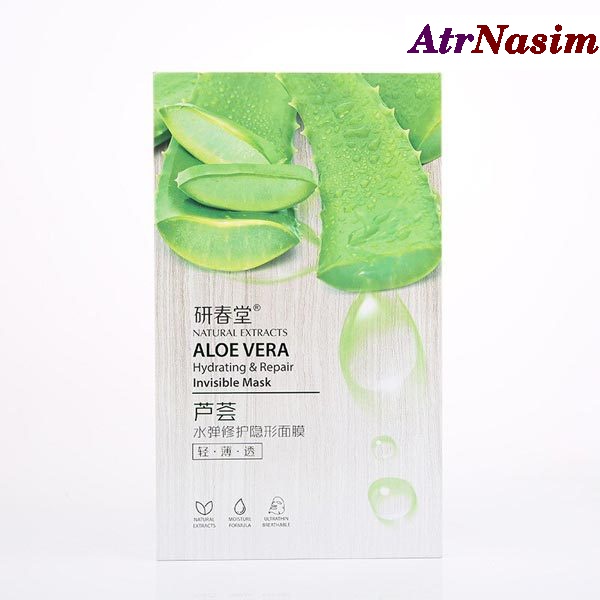 AtrNasim
研春堂®
NATURAL EXTRACTS
ALOE VERA
Hydrating & Repair
Invisible Mask
芦荟
水弹修护隐形面膜
轻·薄·透
NATURAL
EXTRACTS
MOISTURE
FORMULA
ULTRATHIN
BREATHABLE